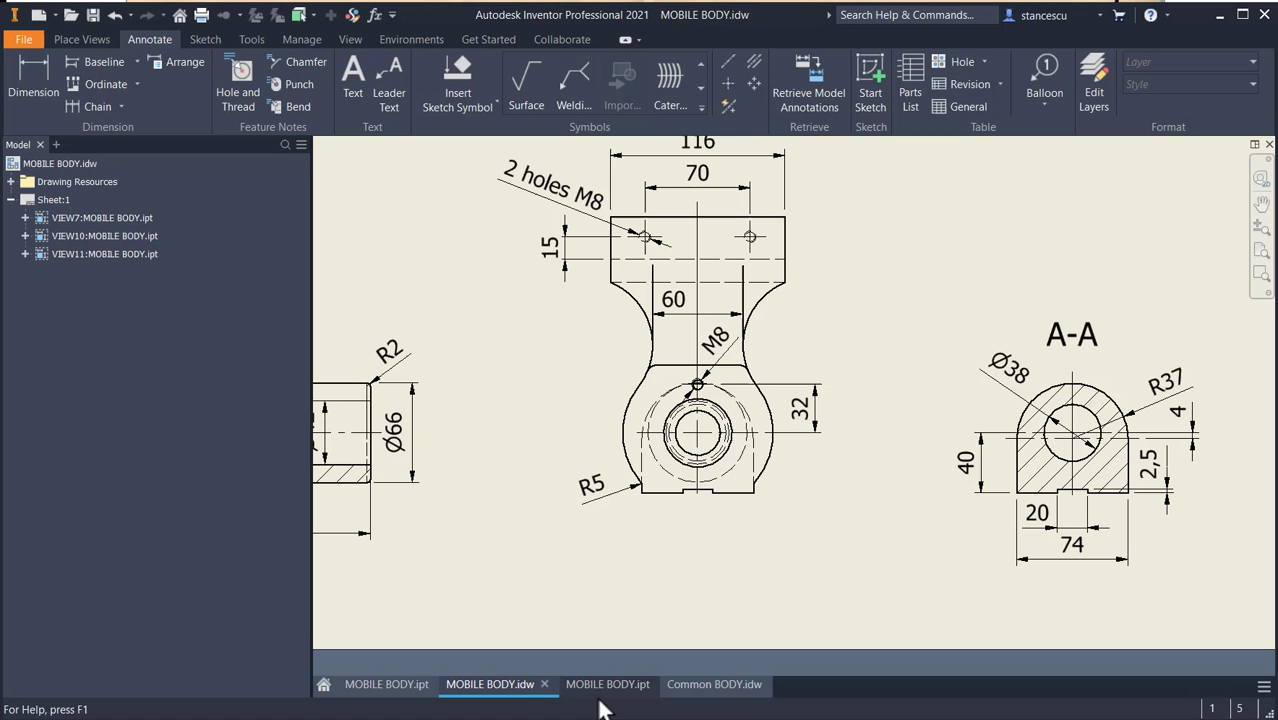 Autodesk Inventor Professional 2021 MOBILE BODY.idw
Search Help & Commands...
stancescu
File Place Views Annotate Sketch Tools Manage View Environments Get Started Collaborate
Dimension
Baseline
Ordinate
Chain
Arrange
Dimension
Hole and Thread
Chamfer
Punch
Bend
Feature Notes
Text
Leader Text
Text
Insert Sketch Symbol
Surface
Weldi...
Impor...
Cater...
Symbols
Retrieve Model Annotations
Retrieve
Start Sketch
Sketch
Parts List
Hole
Revision
General
Table
Balloon
Edit Layers
Layer
Style
Format
Model
MOBILE BODY.idw
Drawing Resources
Sheet:1
VIEW7:MOBILE BODY.ipt
VIEW10:MOBILE BODY.ipt
VIEW11:MOBILE BODY.ipt
116
2 holes M8
70
15
60
M8
32
R5
R2
Ø66
A-A
Ø38
R37
4
40
2,5
20
74
MOBILE BODY.ipt MOBILE BODY.idw MOBILE BODY.ipt Common BODY.idw
For Help, press F1
1 5